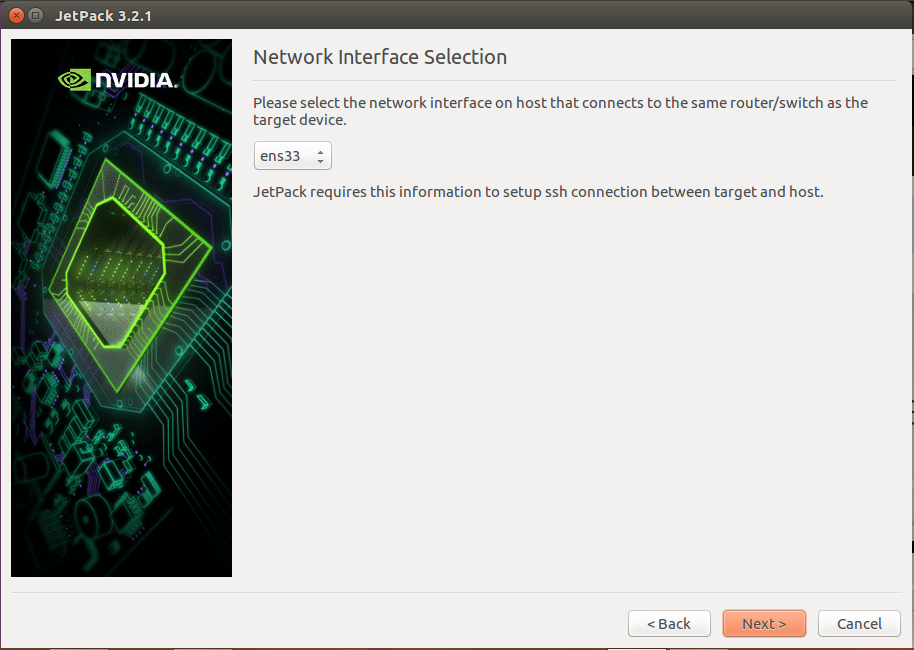 JetPack 3.2.1
NVIDIA.
Network Interface Selection
Please select the network interface on host that connects to the same router/switch as the
target device.
ens33
JetPack requires this information to setup ssh connection between target and host.
< Back
Next >
Cancel